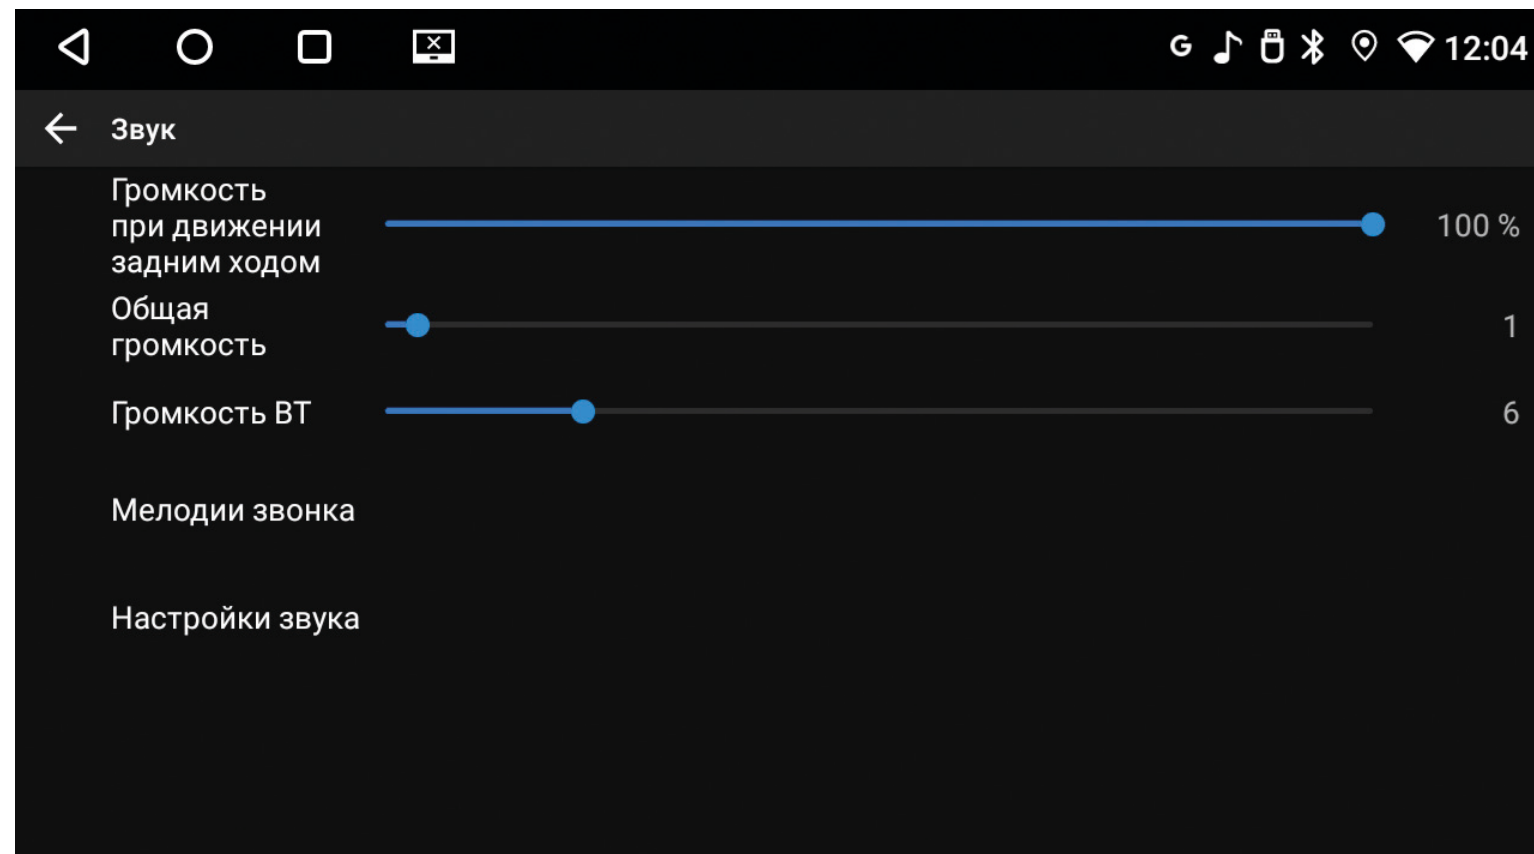 G 12:04
Звук
Громкость
при движении
задним ходом
100 %
Общая
громкость
1
Громкость BT
6
Мелодии звонка
Настройки звука